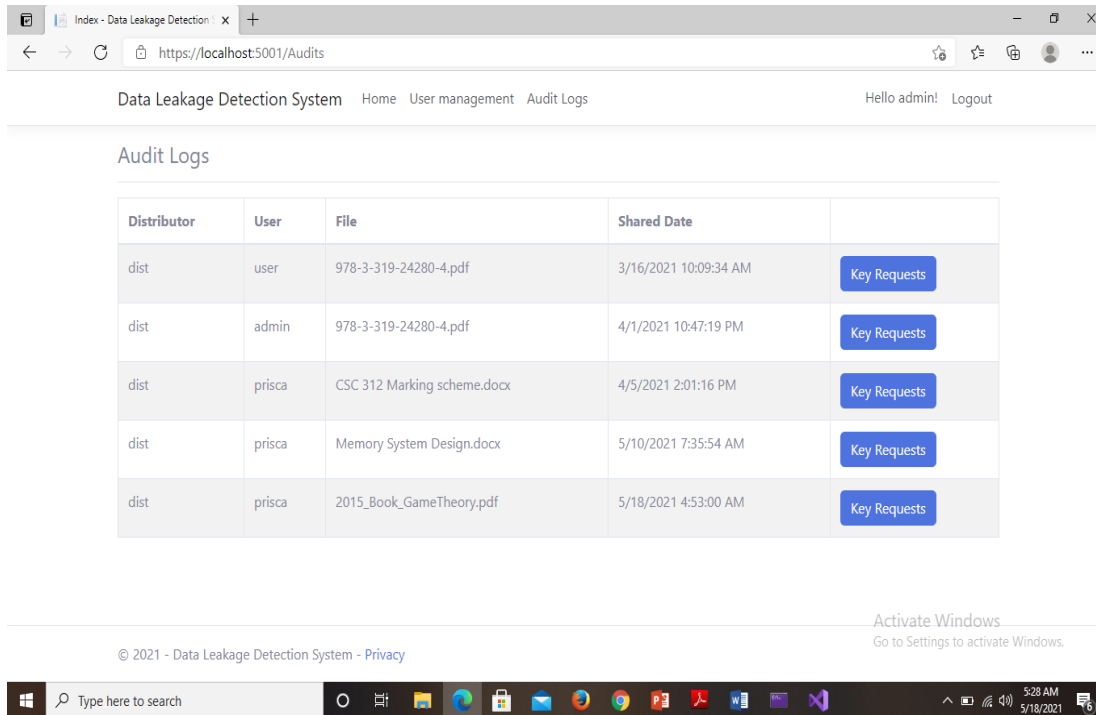 Index - Data Leakage Detection S
https://localhost:5001/Audits
Data Leakage Detection System Home User management Audit Logs Hello admin! Logout
Audit Logs
Distributor User File Shared Date
dist user 978-3-319-24280-4.pdf 3/16/2021 10:09:34 AM Key Requests
dist admin 978-3-319-24280-4.pdf 4/1/2021 10:47:19 PM Key Requests
dist prisca CSC 312 Marking scheme.docx 4/5/2021 2:01:16 PM Key Requests
dist prisca Memory System Design.docx 5/10/2021 7:35:54 AM Key Requests
dist prisca 2015_Book_GameTheory.pdf 5/18/2021 4:53:00 AM Key Requests
Activate Windows
Go to Settings to activate Windows.
© 2021 - Data Leakage Detection System - Privacy
Type here to search
5:28 AM
5/18/2021
6